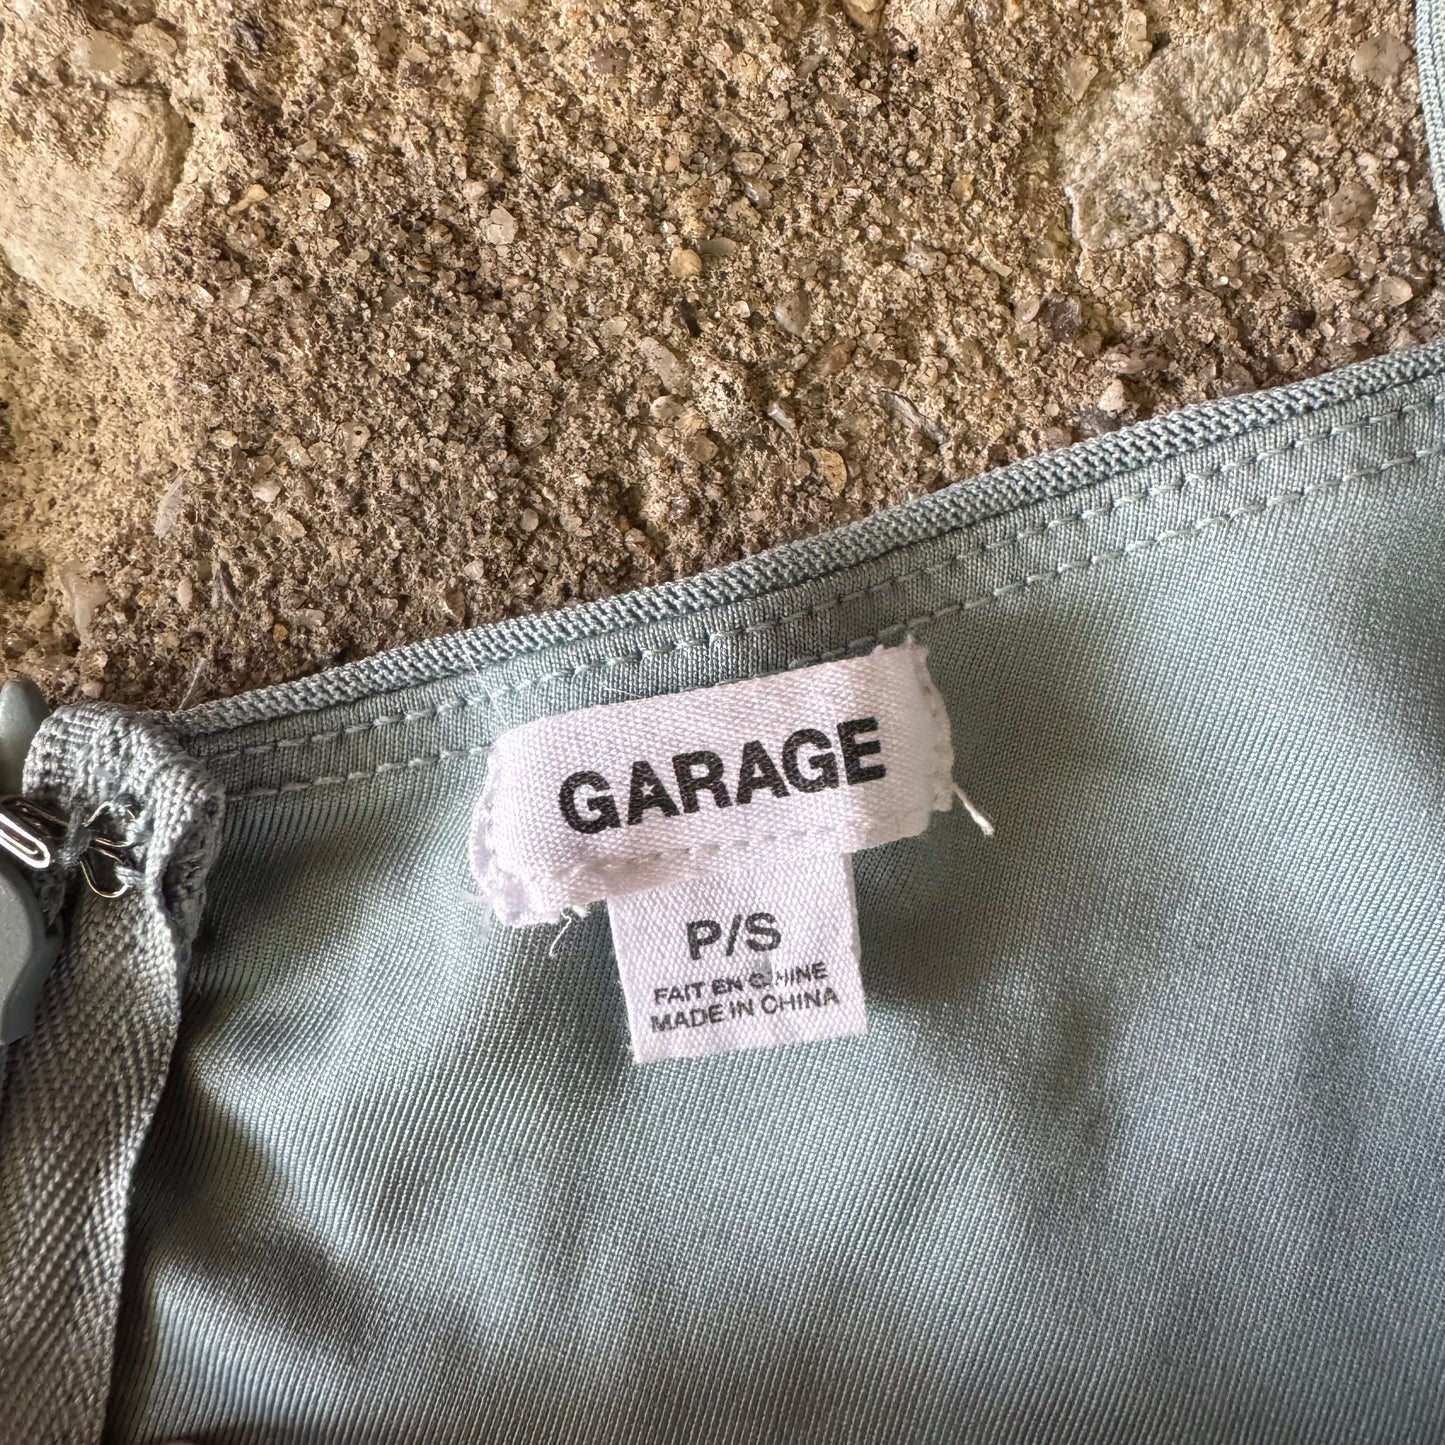 GARAGE
P/S
FAIT EN CHINE
MADE IN CHINA